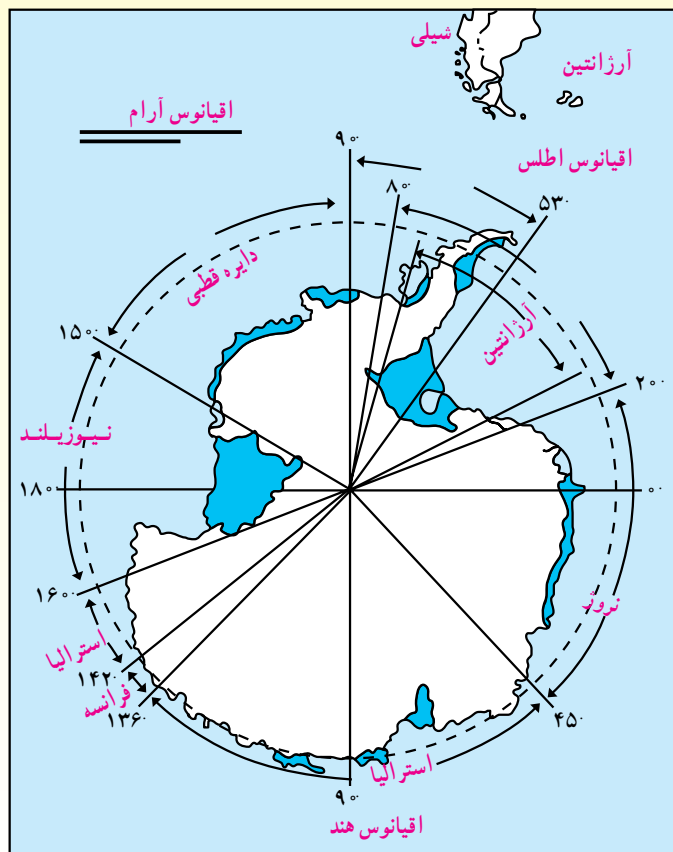 شیلی
آرژانتین
اقیانوس آرام
۹۰°
اقیانوس اطلس
۸۰°
۵۳°
دایره قطبی
آرژانتین
۱۵۰°
۲۰°
نیوزیلند
۱۸۰°
۰°
۱۶۰°
نروژ
استرالیا
۱۴۲°
فرانسه
۱۳۶°
۴۵°
استرالیا
۹۰°
اقیانوس هند